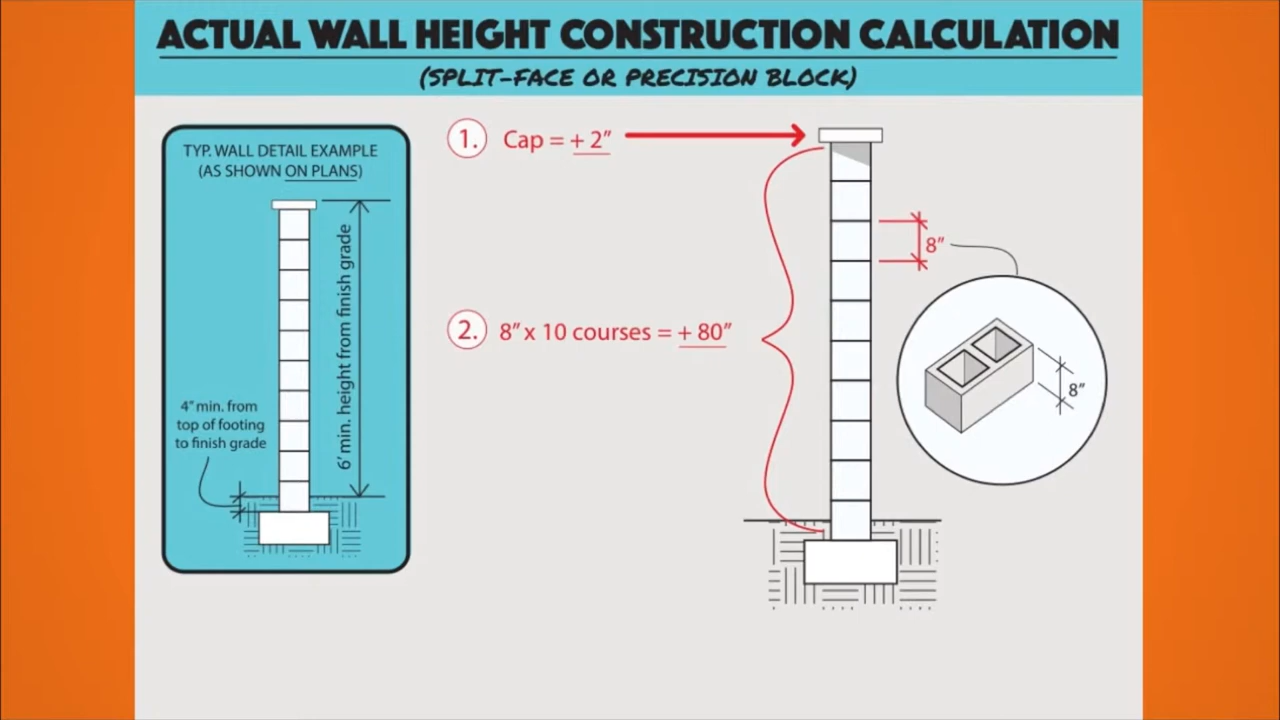 ACTUAL WALL HEIGHT CONSTRUCTION CALCULATION
(SPLIT-FACE OR PRECISION BLOCK)
TYP. WALL DETAIL EXAMPLE
(AS SHOWN ON PLANS)
6' min. height from finish grade
4" min. from
top of footing
to finish grade
1. Cap = + 2"
8"
2. 8" x 10 courses = + 80"
8"